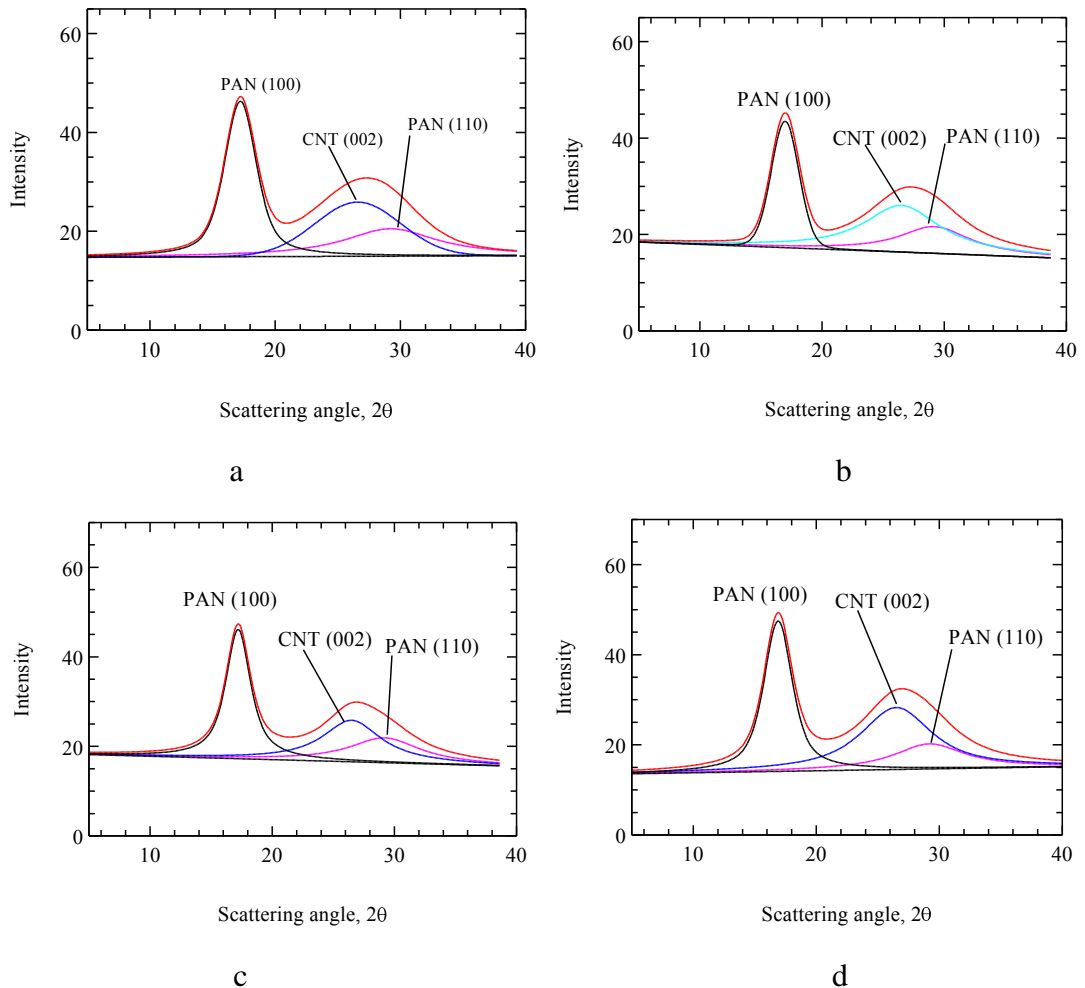 60
40
20
0
10
20
30
40
Intensity
PAN (100)
CNT (002)
PAN (110)
Scattering angle, 2θ
a
60
40
20
0
10
20
30
40
Intensity
PAN (100)
CNT (002)
PAN (110)
Scattering angle, 2θ
b
60
40
20
0
10
20
30
40
Intensity
PAN (100)
CNT (002)
PAN (110)
Scattering angle, 2θ
c
60
40
20
0
10
20
30
40
Intensity
PAN (100)
CNT (002)
PAN (110)
Scattering angle, 2θ
d